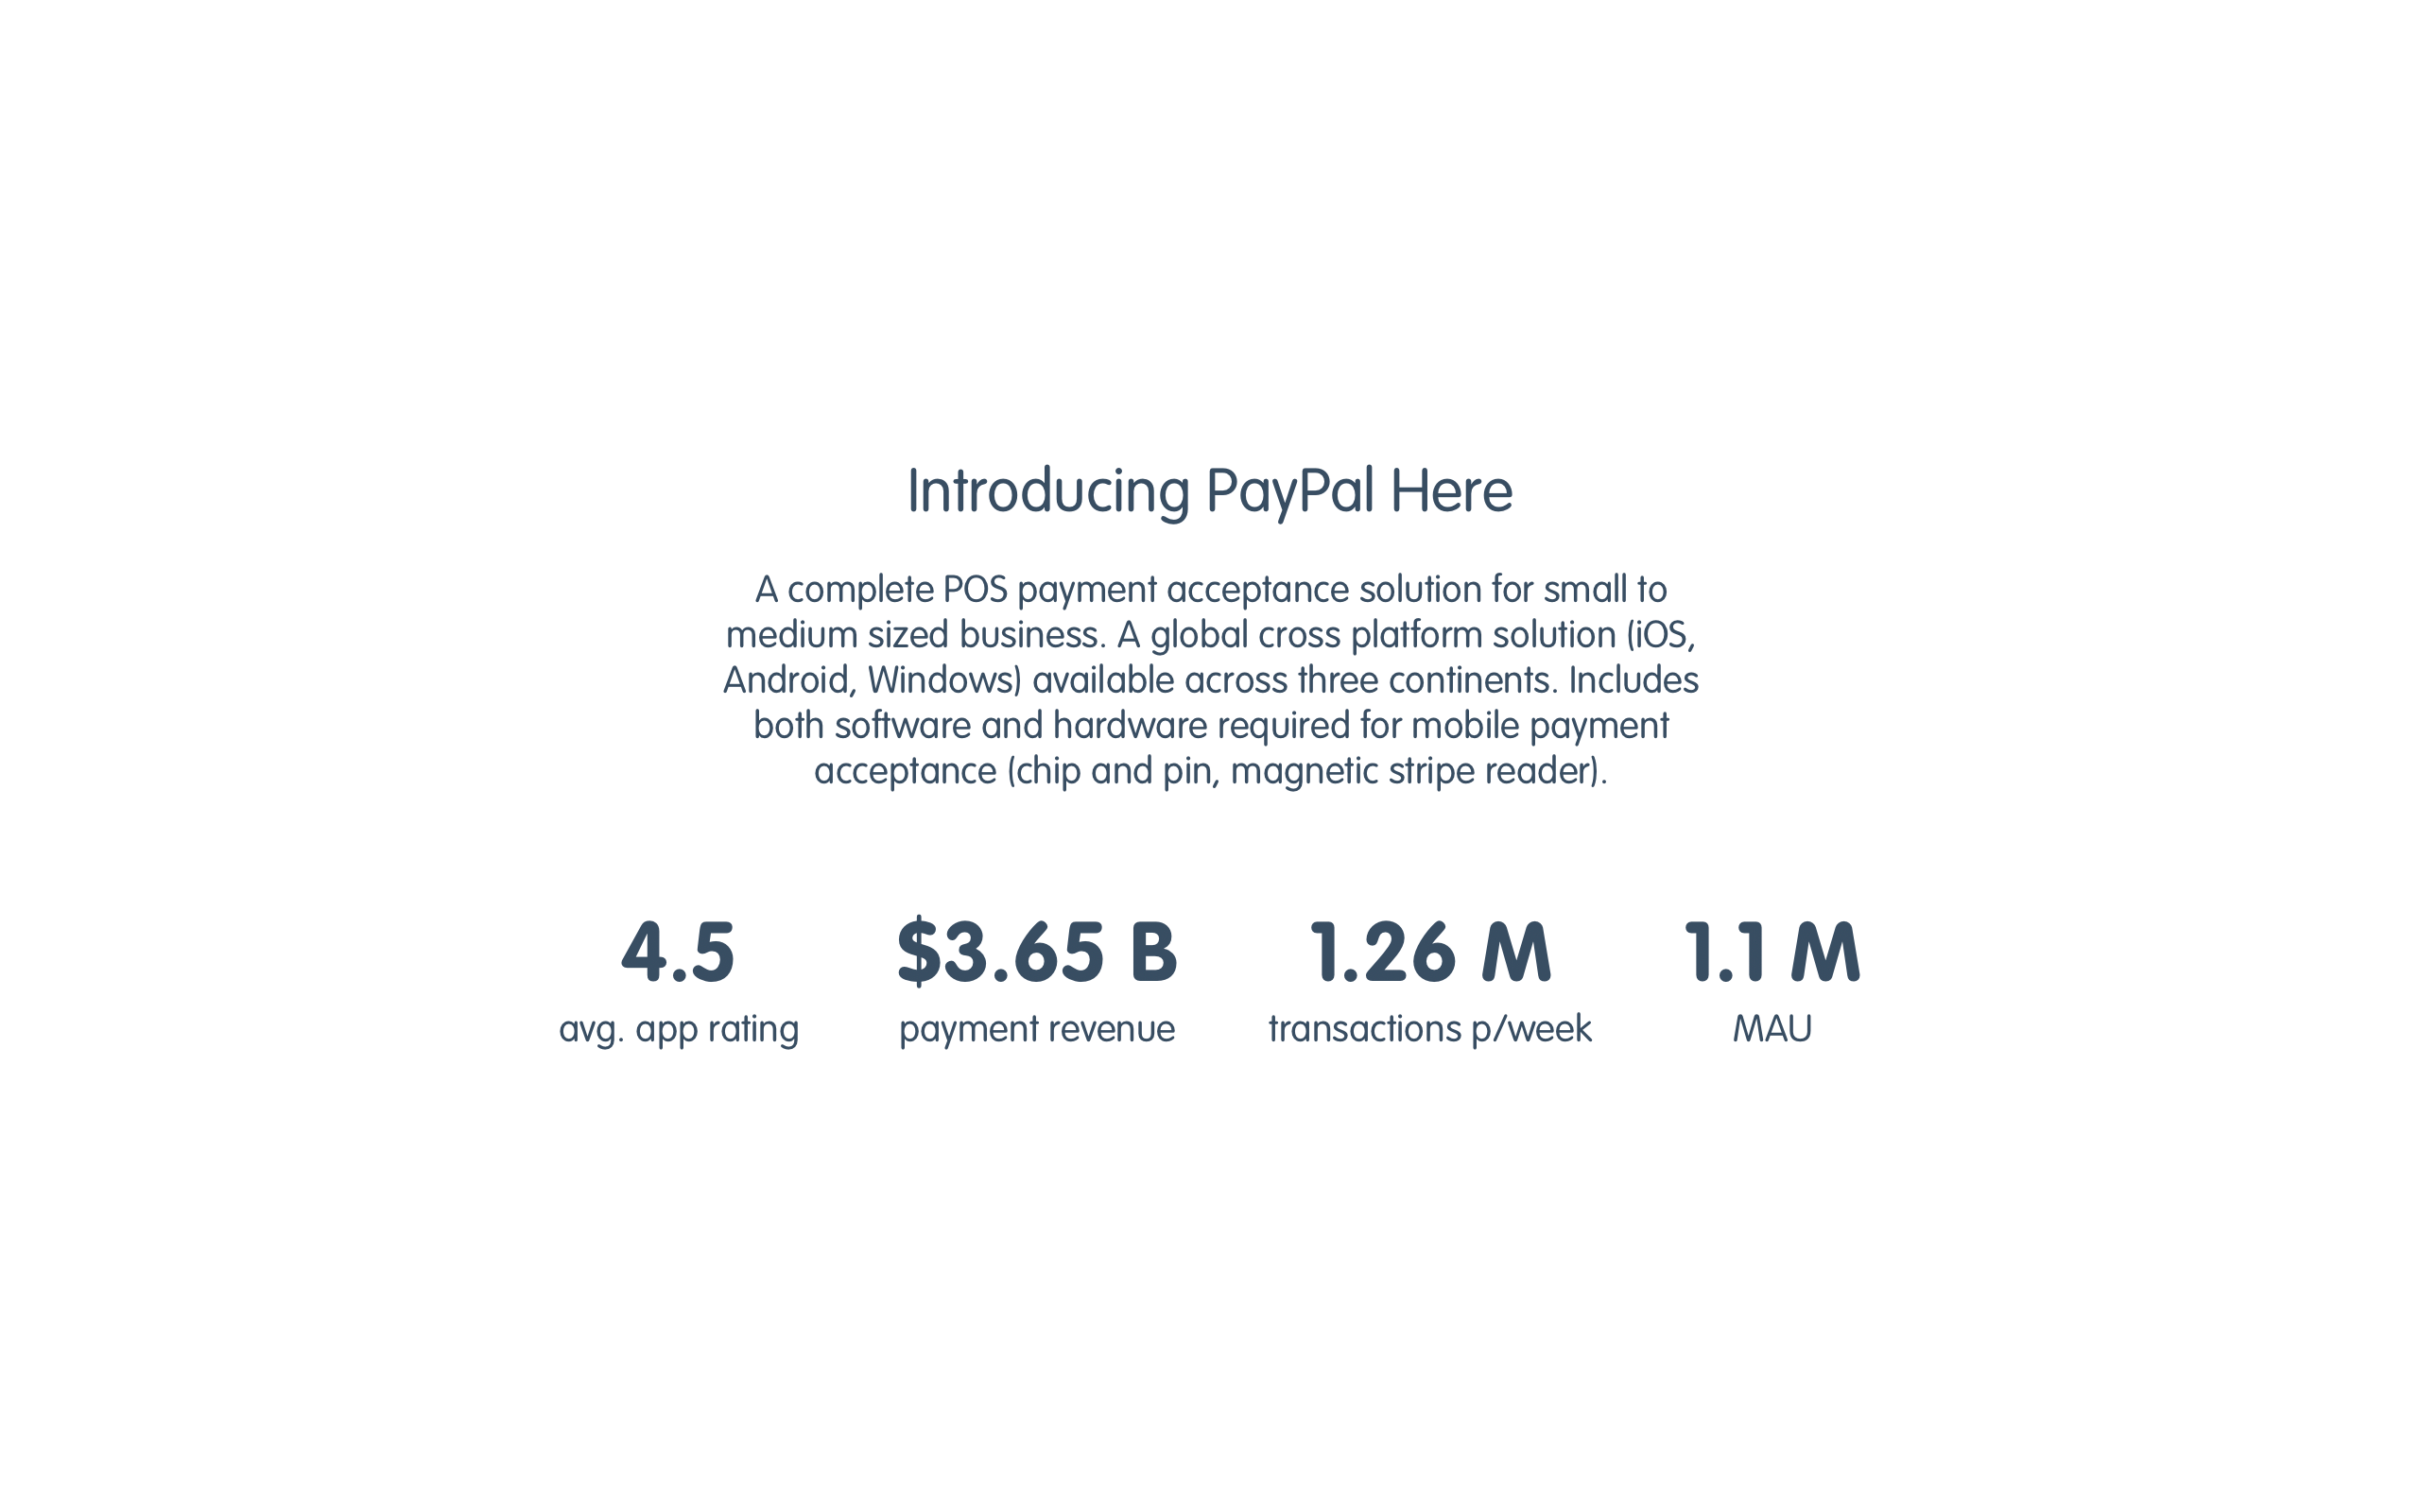 Introducing PayPal Here
A complete POS payment acceptance solution for small to
medium sized business. A global cross platform solution (iOS,
Android, Windows) available across three continents. Includes
both software and hardware required for mobile payment
acceptance (chip and pin, magnetic stripe reader).
4.5 $3.65 B 1.26 M 1.1 M
avg. app rating payment revenue transactions p/week MAU